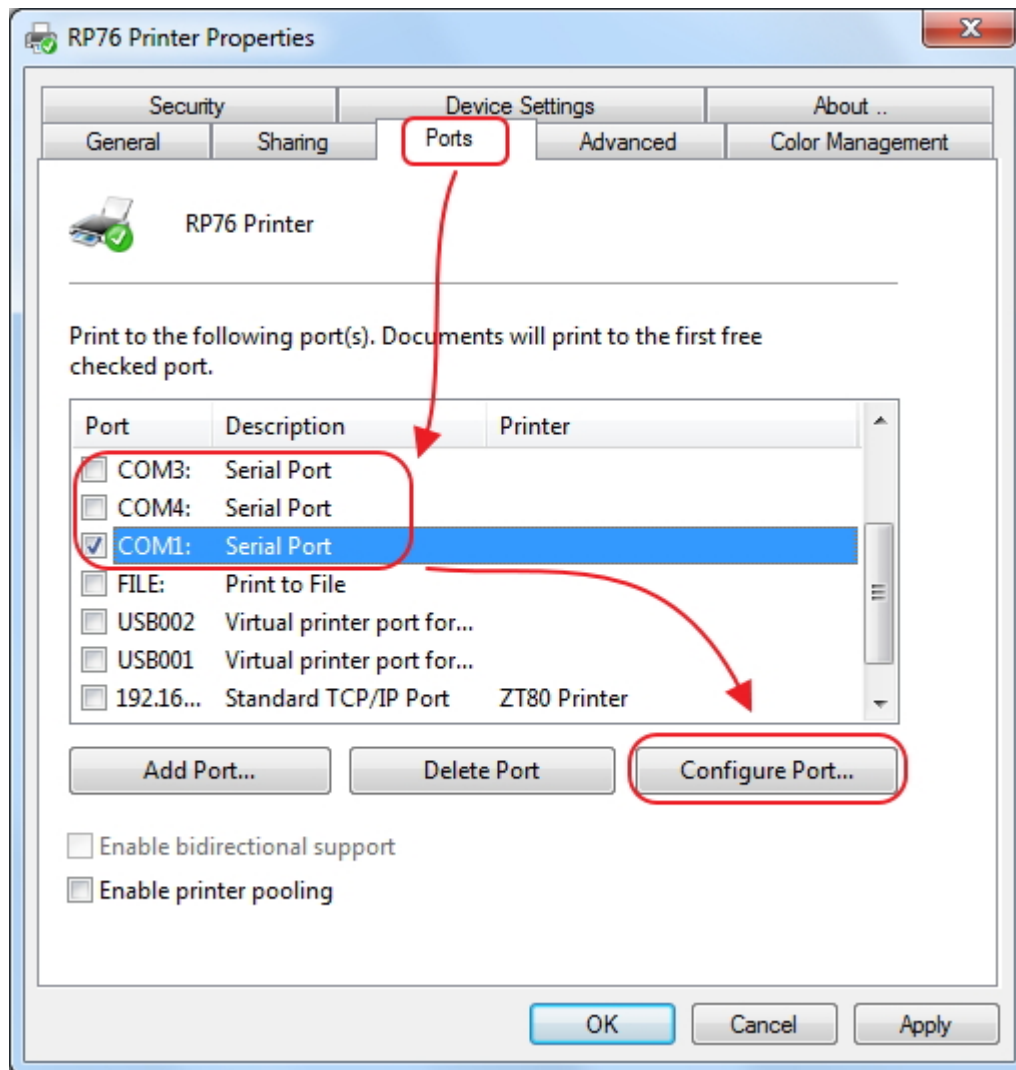 RP76 Printer Properties
X
Security Device Settings About ..
General Sharing Ports Advanced Color Management
RP76 Printer
Print to the following port(s). Documents will print to the first free
checked port.
Port Description Printer
COM3: Serial Port
COM4: Serial Port
COM1: Serial Port
FILE: Print to File
USB002 Virtual printer port for...
USB001 Virtual printer port for...
192.16... Standard TCP/IP Port ZT80 Printer
Add Port... Delete Port Configure Port...
Enable bidirectional support
Enable printer pooling
OK Cancel Apply